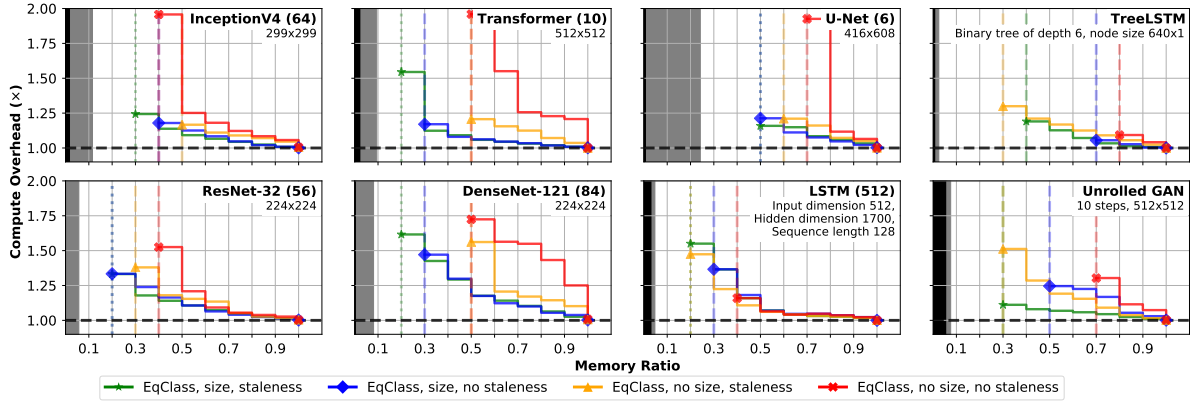 InceptionV4 (64)
299x299
Transformer (10)
512x512
U-Net (6)
416x608
TreeLSTM
Binary tree of depth 6, node size 640x1
2.00
1.75
1.50
1.25
1.00
ResNet-32 (56)
224x224
DenseNet-121 (84)
224x224
LSTM (512)
Input dimension 512,
Hidden dimension 1700,
Sequence length 128
Unrolled GAN
10 steps, 512x512
2.00
1.75
1.50
1.25
1.00
Compute Overhead (×)
0.1 0.3 0.5 0.7 0.9
0.1 0.3 0.5 0.7 0.9
0.1 0.3 0.5 0.7 0.9
0.1 0.3 0.5 0.7 0.9
Memory Ratio
EqClass, size, staleness
EqClass, size, no staleness
EqClass, no size, staleness
EqClass, no size, no staleness